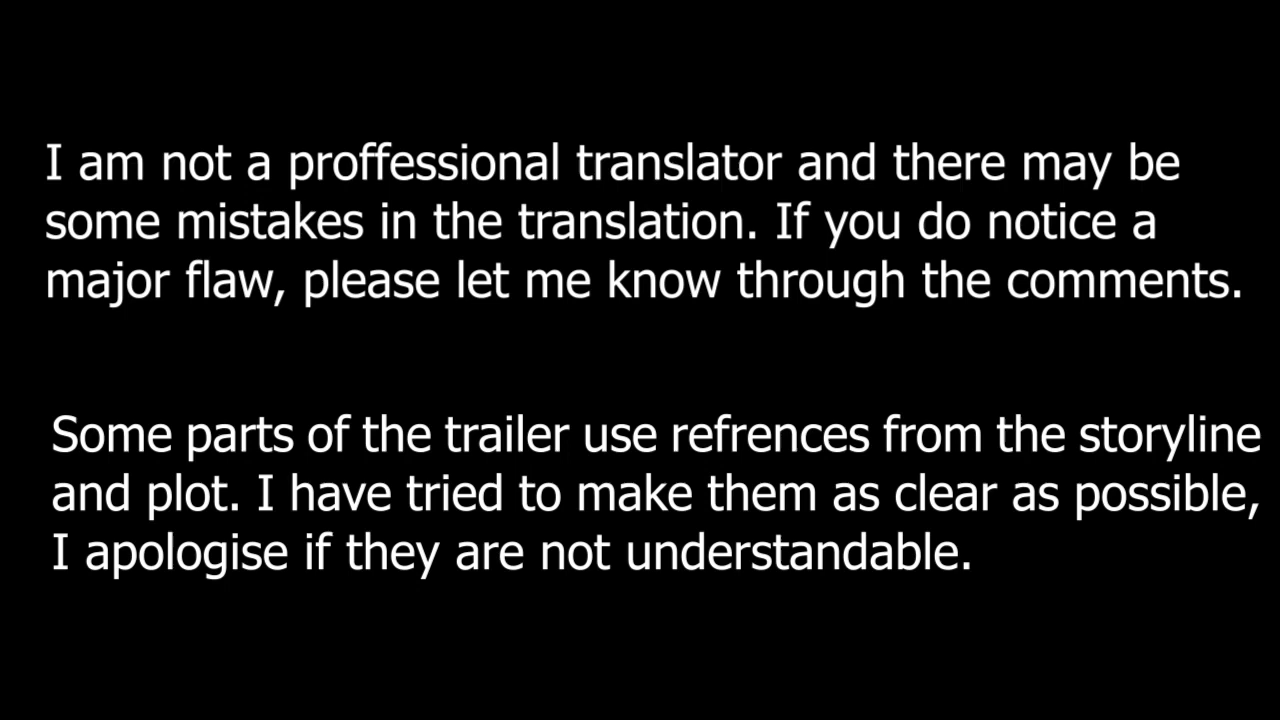 I am not a proffessional translator and there may be
some mistakes in the translation. If you do notice a
major flaw, please let me know through the comments.
Some parts of the trailer use refrences from the storyline
and plot. I have tried to make them as clear as possible,
I apologise if they are not understandable.